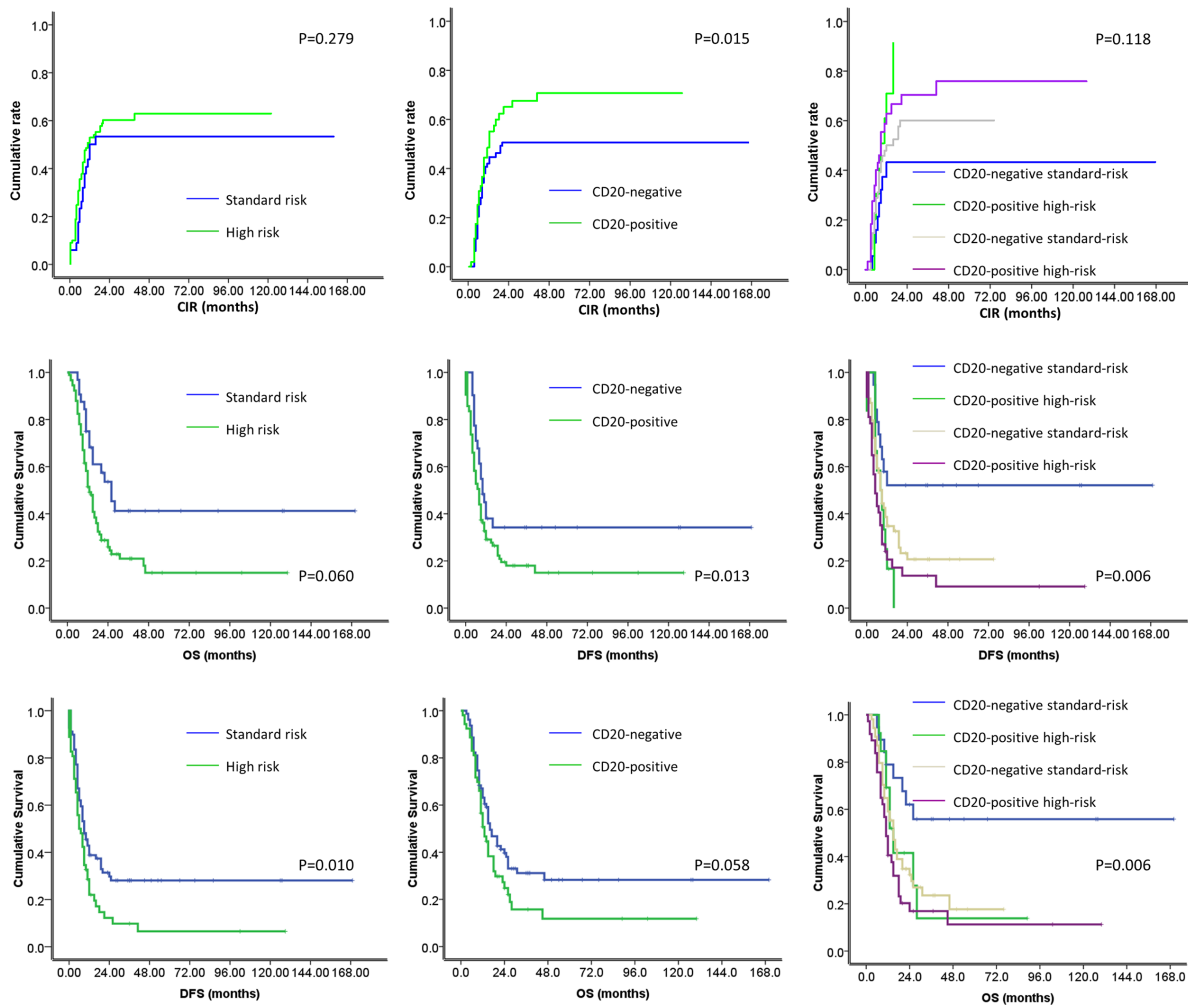 P=0.279
1.0
0.8
0.6
0.4
0.2
0.0
Cumulative rate
Standard risk
High risk
0.00 24.00 48.00 72.00 96.00 120.00 144.00 168.00
CIR (months)
P=0.015
1.0
0.8
0.6
0.4
0.2
0.0
Cumulative rate
CD20-negative
CD20-positive
0.00 24.00 48.00 72.00 96.00 120.00 144.00 168.00
CIR (months)
P=0.118
1.0
0.8
0.6
0.4
0.2
0.0
Cumulative rate
CD20-negative standard-risk
CD20-positive high-risk
CD20-negative standard-risk
CD20-positive high-risk
0.00 24.00 48.00 72.00 96.00 120.00 144.00 168.00
CIR (months)
1.0
0.8
0.6
0.4
0.2
0.0
Cumulative Survival
Standard risk
High risk
P=0.060
0.00 24.00 48.00 72.00 96.00 120.00 144.00 168.00
OS (months)
1.0
0.8
0.6
0.4
0.2
0.0
Cumulative Survival
CD20-negative
CD20-positive
P=0.013
0.00 24.00 48.00 72.00 96.00 120.00 144.00 168.00
DFS (months)
1.0
0.8
0.6
0.4
0.2
0.0
Cumulative Survival
CD20-negative standard-risk
CD20-positive high-risk
CD20-negative standard-risk
CD20-positive high-risk
P=0.006
0.00 24.00 48.00 72.00 96.00 120.00 144.00 168.00
DFS (months)
1.0
0.8
0.6
0.4
0.2
0.0
Cumulative Survival
Standard risk
High risk
P=0.010
0.00 24.00 48.00 72.00 96.00 120.00 144.00 168.00
DFS (months)
1.0
0.8
0.6
0.4
0.2
0.0
Cumulative Survival
CD20-negative
CD20-positive
P=0.058
0.00 24.00 48.00 72.00 96.00 120.00 144.00 168.0
OS (months)
1.0
0.8
0.6
0.4
0.2
0.0
Cumulative Survival
CD20-negative standard-risk
CD20-positive high-risk
CD20-negative standard-risk
CD20-positive high-risk
P=0.006
0.00 24.00 48.00 72.00 96.00 120.00 144.00 168.0
OS (months)